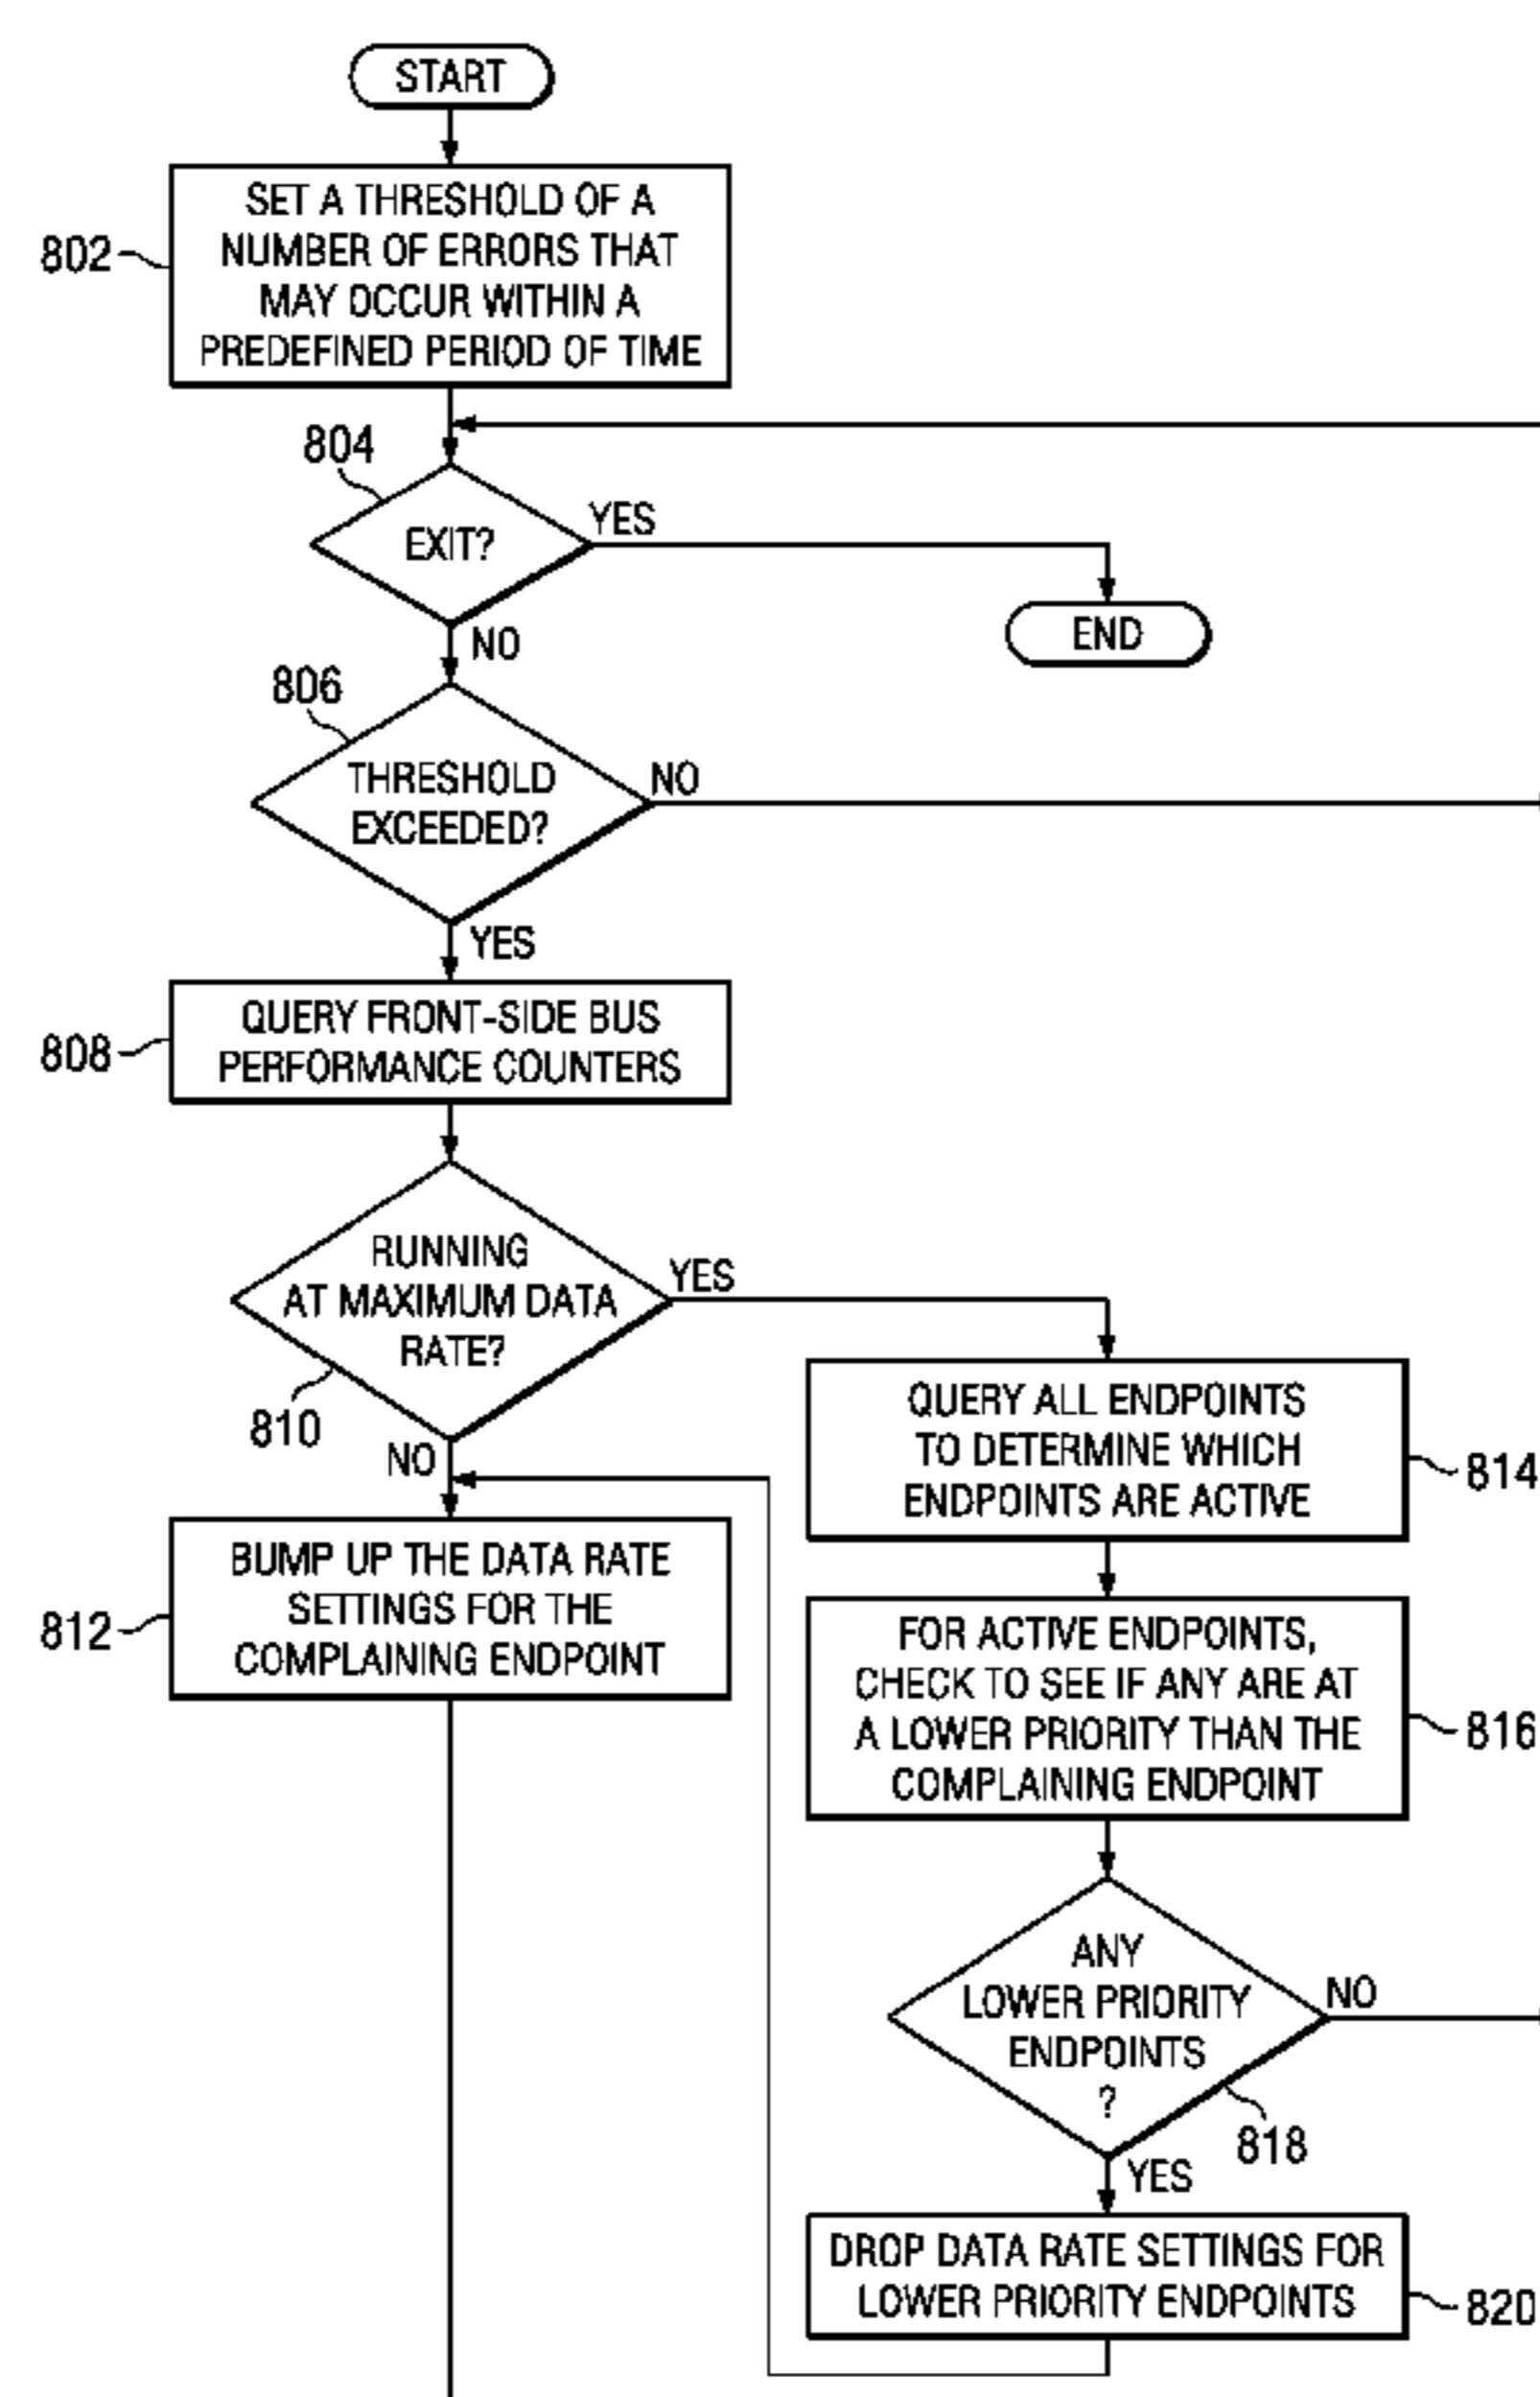 START
802
SET A THRESHOLD OF A
NUMBER OF ERRORS THAT
MAY OCCUR WITHIN A
PREDEFINED PERIOD OF TIME
804
EXIT?
YES
END
NO
806
THRESHOLD
EXCEEDED?
NO
YES
808
QUERY FRONT-SIDE BUS
PERFORMANCE COUNTERS
RUNNING
AT MAXIMUM DATA
RATE?
YES
810
NO
812
BUMP UP THE DATA RATE
SETTINGS FOR THE
COMPLAINING ENDPOINT
QUERY ALL ENDPOINTS
TO DETERMINE WHICH
ENDPOINTS ARE ACTIVE
814
FOR ACTIVE ENDPOINTS,
CHECK TO SEE IF ANY ARE AT
A LOWER PRIORITY THAN THE
COMPLAINING ENDPOINT
816
ANY
LOWER PRIORITY
ENDPOINTS
?
NO
818
YES
DROP DATA RATE SETTINGS FOR
LOWER PRIORITY ENDPOINTS
820